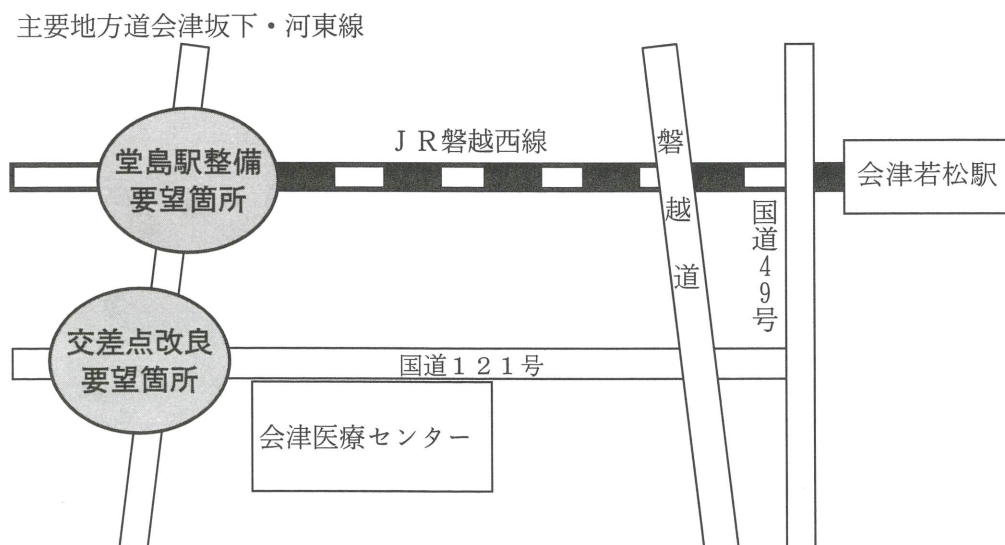 主要地方道会津坂下・河東線
堂島駅整備
要望箇所
ＪＲ磐越西線
磐越道
国道49号
会津若松駅
交差点改良
要望箇所
国道１２１号
会津医療センター